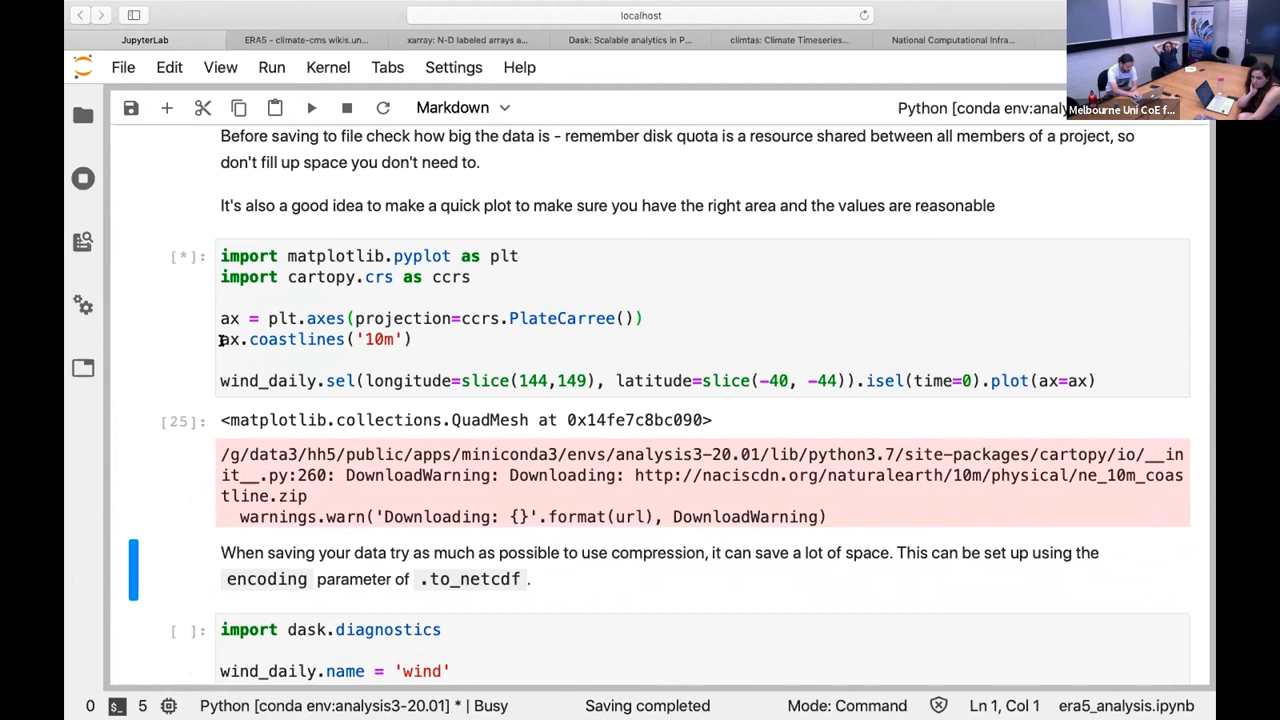 localhost
JupyterLab
ERA5 - climate-cms wikis.un...
xarray: N-D labeled arrays a...
Dask: Scalable analytics in P...
climtas: Climate Timeseries...
National Computational Infra...
File Edit View Run Kernel Tabs Settings Help
Melbourne Uni CoE f...
Markdown
Python [conda env:analy
Before saving to file check how big the data is - remember disk quota is a resource shared between all members of a project, so
don't fill up space you don't need to.
It's also a good idea to make a quick plot to make sure you have the right area and the values are reasonable
[*]:
import matplotlib.pyplot as plt
import cartopy.crs as ccrs
ax = plt.axes(projection=ccrs.PlateCarree())
ax.coastlines('10m')
wind_daily.sel(longitude=slice(144,149), latitude=slice(-40, -44)).isel(time=0).plot(ax=ax)
[25]:
<matplotlib.collections.QuadMesh at 0x14fe7c8bc090>
/g/data3/hh5/public/apps/miniconda3/envs/analysis3-20.01/lib/python3.7/site-packages/cartopy/io/__in
it__.py:260: DownloadWarning: Downloading: http://naciscdn.org/naturalearth/10m/physical/ne_10m_coas
tline.zip
warnings.warn('Downloading: {}'.format(url), DownloadWarning)
When saving your data try as much as possible to use compression, it can save a lot of space. This can be set up using the
encoding parameter of .to_netcdf.
[ ]:
import dask.diagnostics
wind_daily.name = 'wind'
0 $_ 5 Python [conda env:analysis3-20.01] * | Busy Saving completed Mode: Command Ln 1, Col 1 era5_analysis.ipynb